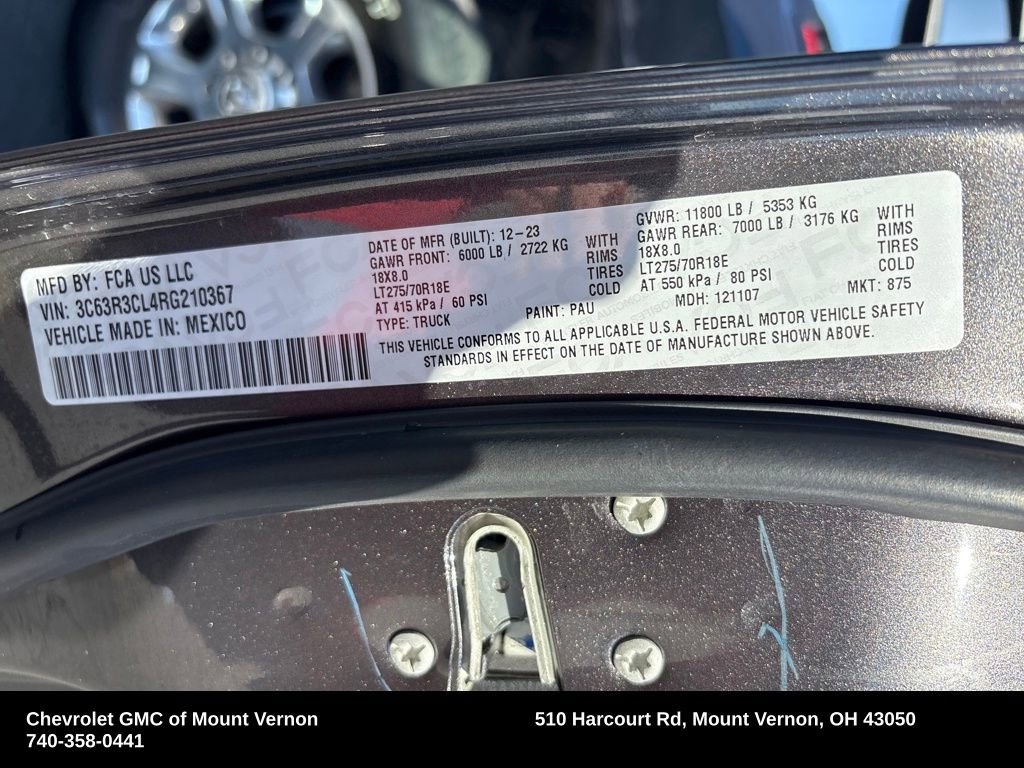 MFD BY: FCA US LLC
VIN: 3C63R3CL4RG210367
VEHICLE MADE IN: MEXICO
DATE OF MFR (BUILT): 12-23
GAWR FRONT: 6000 LB / 2722 KG WITH
18X8.0 RIMS
LT275/70R18E TIRES
AT 415 kPa / 60 PSI COLD
TYPE: TRUCK PAINT: PAU
GVWR: 11800 LB / 5353 KG
GAWR REAR: 7000 LB / 3176 KG WITH
18X8.0 RIMS
LT275/70R18E TIRES
AT 550 kPa / 80 PSI COLD
MDH: 121107 MKT: 875
THIS VEHICLE CONFORMS TO ALL APPLICABLE U.S.A. FEDERAL MOTOR VEHICLE SAFETY
STANDARDS IN EFFECT ON THE DATE OF MANUFACTURE SHOWN ABOVE.
Chevrolet GMC of Mount Vernon
740-358-0441
510 Harcourt Rd, Mount Vernon, OH 43050